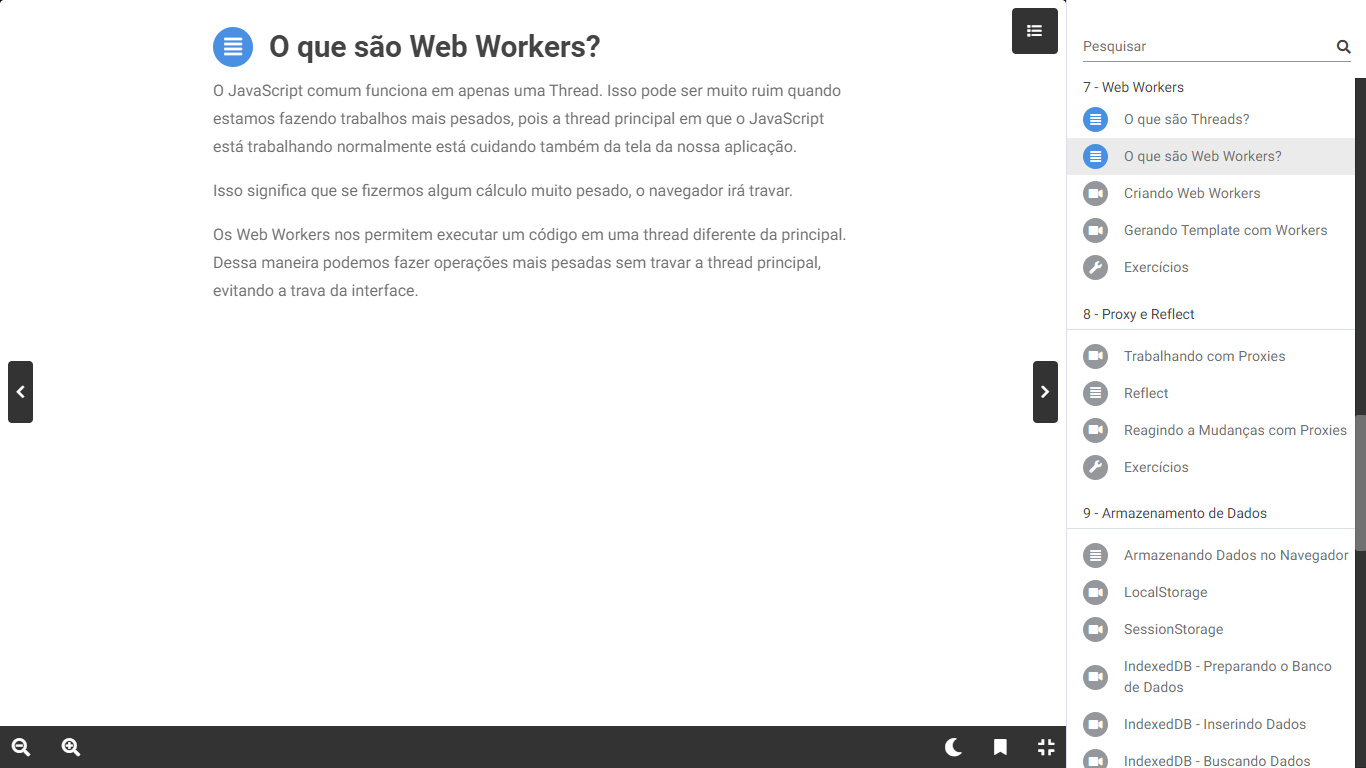 O que são Web Workers?
O JavaScript comum funciona em apenas uma Thread. Isso pode ser muito ruim quando
estamos fazendo trabalhos mais pesados, pois a thread principal em que o JavaScript
está trabalhando normalmente está cuidando também da tela da nossa aplicação.
Isso significa que se fizermos algum cálculo muito pesado, o navegador irá travar.
Os Web Workers nos permitem executar um código em uma thread diferente da principal.
Dessa maneira podemos fazer operações mais pesadas sem travar a thread principal,
evitando a trava da interface.
Pesquisar
7 - Web Workers
O que são Threads?
O que são Web Workers?
Criando Web Workers
Gerando Template com Workers
Exercícios
8 - Proxy e Reflect
Trabalhando com Proxies
Reflect
Reagindo a Mudanças com Proxies
Exercícios
9 - Armazenamento de Dados
Armazenando Dados no Navegador
LocalStorage
SessionStorage
IndexedDB - Preparando o Banco
de Dados
IndexedDB - Inserindo Dados
IndexedDB - Buscando Dados